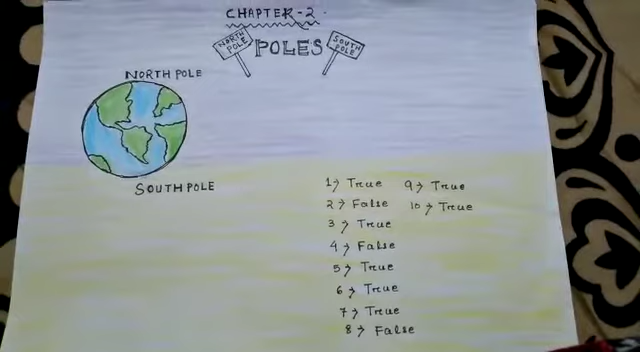 CHAPTER-2.
NORTH POLE
POLES
SOUTH POLE
NORTH POLE
SOUTH POLE
1) True 9) True
2) False 10) True
3) True
4) False
5) True
6) True
7) True
8) False